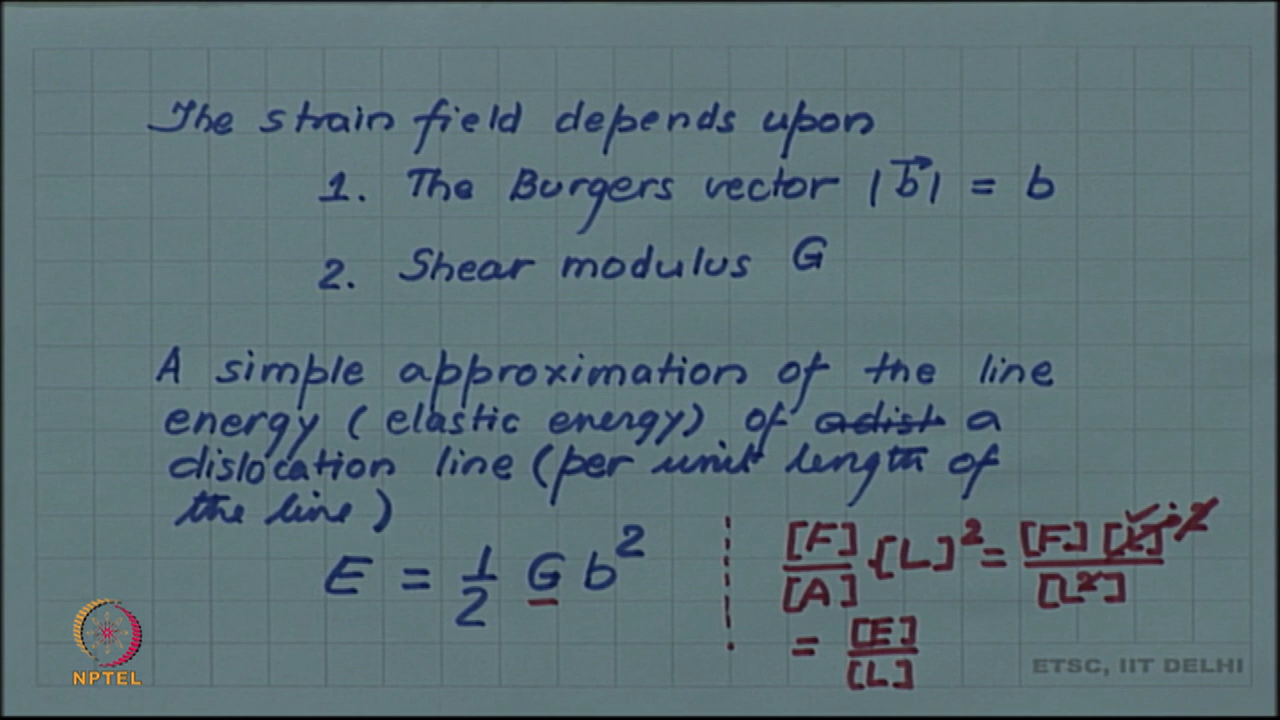 The strain field depends upon
1. The Burgers vector |b⃗| = b
2. Shear modulus G
A simple approximation of the line
energy (elastic energy) of a dist a
dislocation line (per unit length of
the line)
E = 1/2 G b²
[F]/[A] · [L]² = [F] [L]²/[L²]
= [E]/[L]
NPTEL
ETSC, IIT DELHI